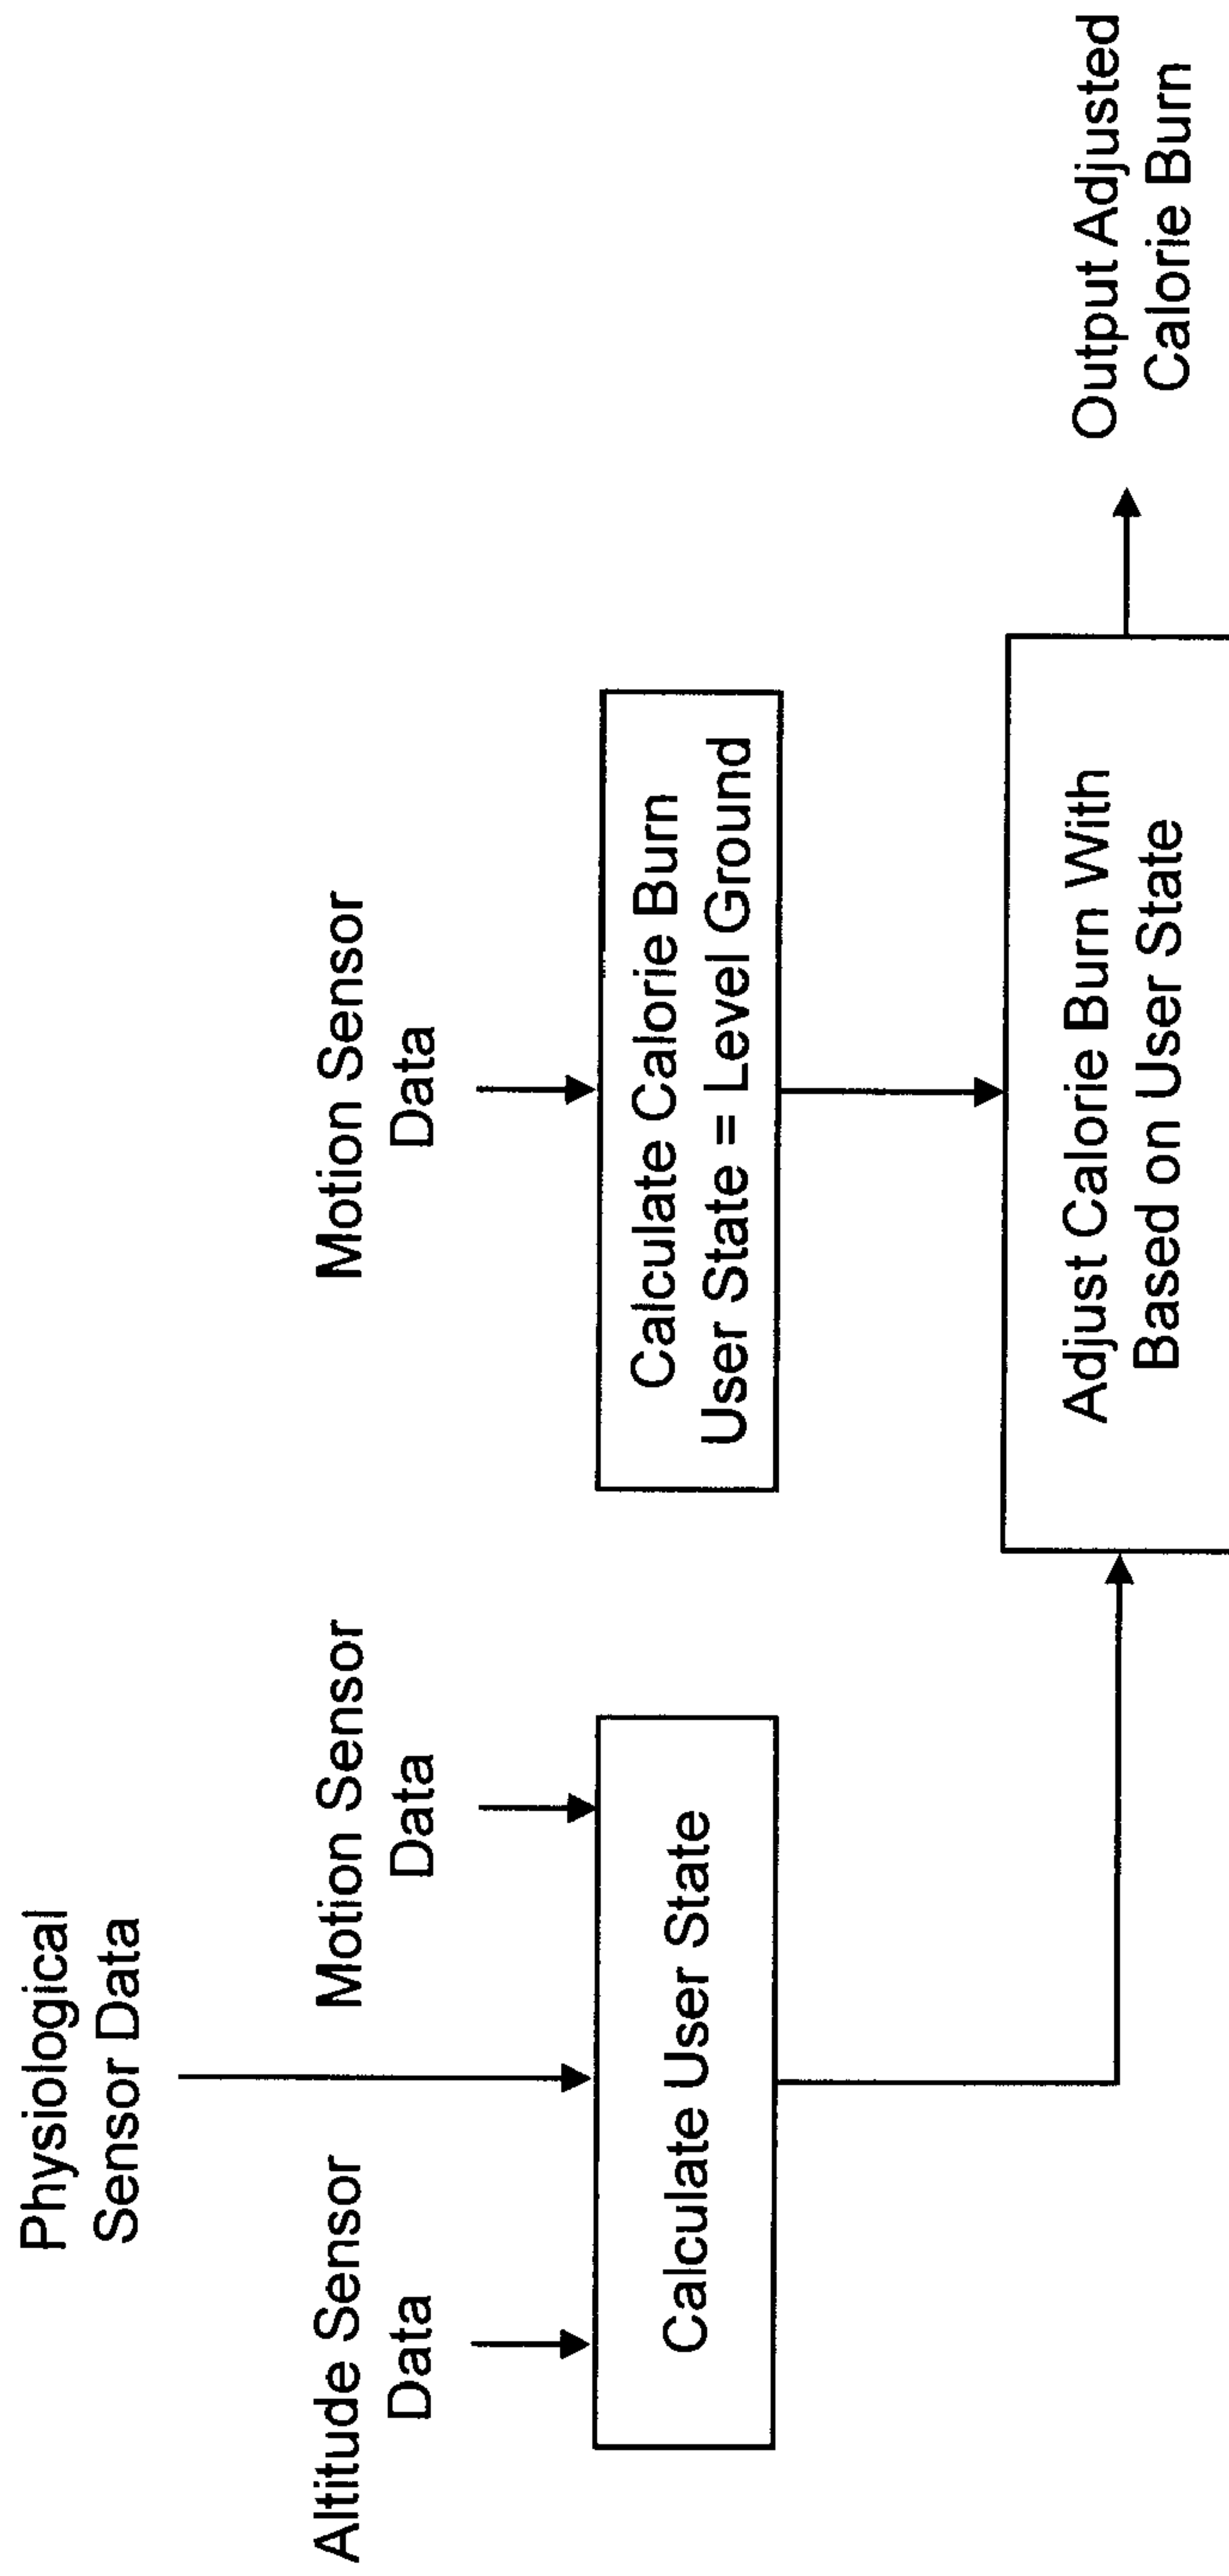 Physiological
Sensor Data
Altitude Sensor
Data
Motion Sensor
Data
Motion Sensor
Data
Calculate User State
Calculate Calorie Burn
User State = Level Ground
Adjust Calorie Burn With
Based on User State
Output Adjusted
Calorie Burn